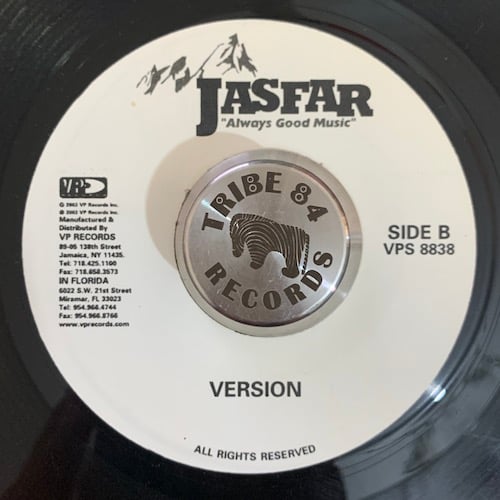 JASFAR
"Always Good Music"
VP
© 2002 VP Records Inc.
℗ 2002 VP Records Inc.
Manufactured &
Distributed By
VP RECORDS
89-05 138th Street
Jamaica, NY 11435.
Tel: 718.425.1100
Fax: 718.658.3573
IN FLORIDA
6022 S.W. 21st Street
Miramar, FL 33023
Tel: 954.966.4744
Fax: 954.966.8766
www.vprecords.com
TRIBE 84
RECORDS
SIDE B
VPS 8838
VERSION
ALL RIGHTS RESERVED